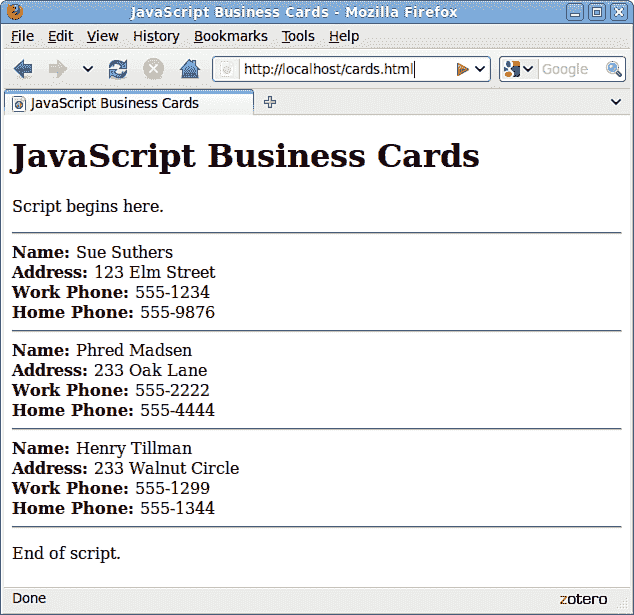 JavaScript Business Cards - Mozilla Firefox
File Edit View History Bookmarks Tools Help
http://localhost/cards.html Google
JavaScript Business Cards
JavaScript Business Cards
Script begins here.
Name: Sue Suthers
Address: 123 Elm Street
Work Phone: 555-1234
Home Phone: 555-9876
Name: Phred Madsen
Address: 233 Oak Lane
Work Phone: 555-2222
Home Phone: 555-4444
Name: Henry Tillman
Address: 233 Walnut Circle
Work Phone: 555-1299
Home Phone: 555-1344
End of script.
Done zotero